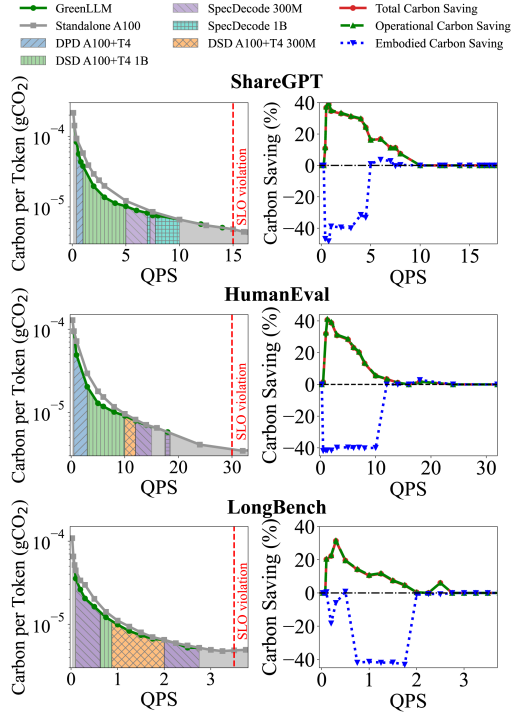 GreenLLM
Standalone A100
DPD A100+T4
DSD A100+T4 1B
SpecDecode 300M
SpecDecode 1B
DSD A100+T4 300M
Total Carbon Saving
Operational Carbon Saving
Embodied Carbon Saving
ShareGPT
Carbon per Token (gCO₂)
10⁻⁴
10⁻⁵
0 5 10 15
QPS
SLO violation
Carbon Saving (%)
40
20
0
−20
−40
0 5 10 15
QPS
HumanEval
Carbon per Token (gCO₂)
10⁻⁴
10⁻⁵
0 10 20 30
QPS
SLO violation
Carbon Saving (%)
40
20
0
−20
−40
0 10 20 30
QPS
LongBench
Carbon per Token (gCO₂)
10⁻⁴
10⁻⁵
0 1 2 3
QPS
SLO violation
Carbon Saving (%)
40
20
0
−20
−40
0 1 2 3
QPS